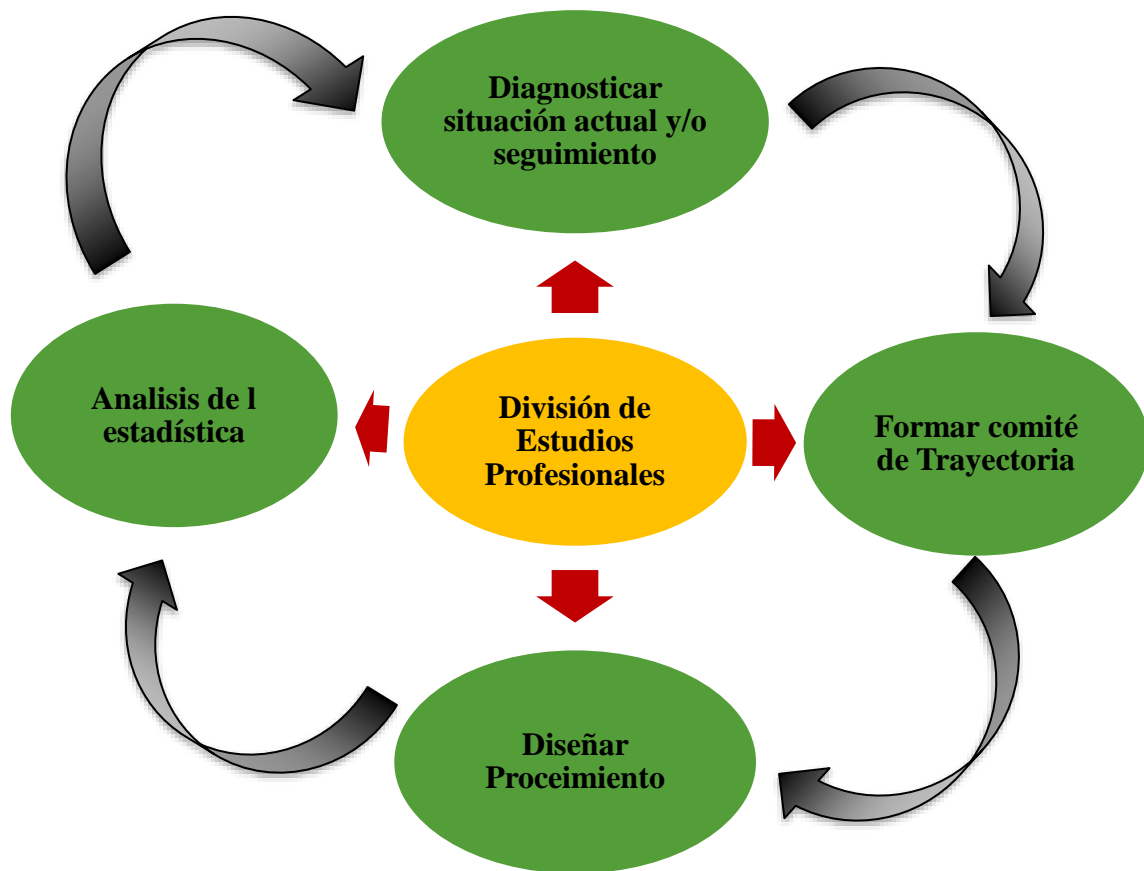 Diagnosticar
situación actual y/o
seguimiento
Analisis de l
estadística
División de
Estudios
Profesionales
Formar comité
de Trayectoria
Diseñar
Proceimiento